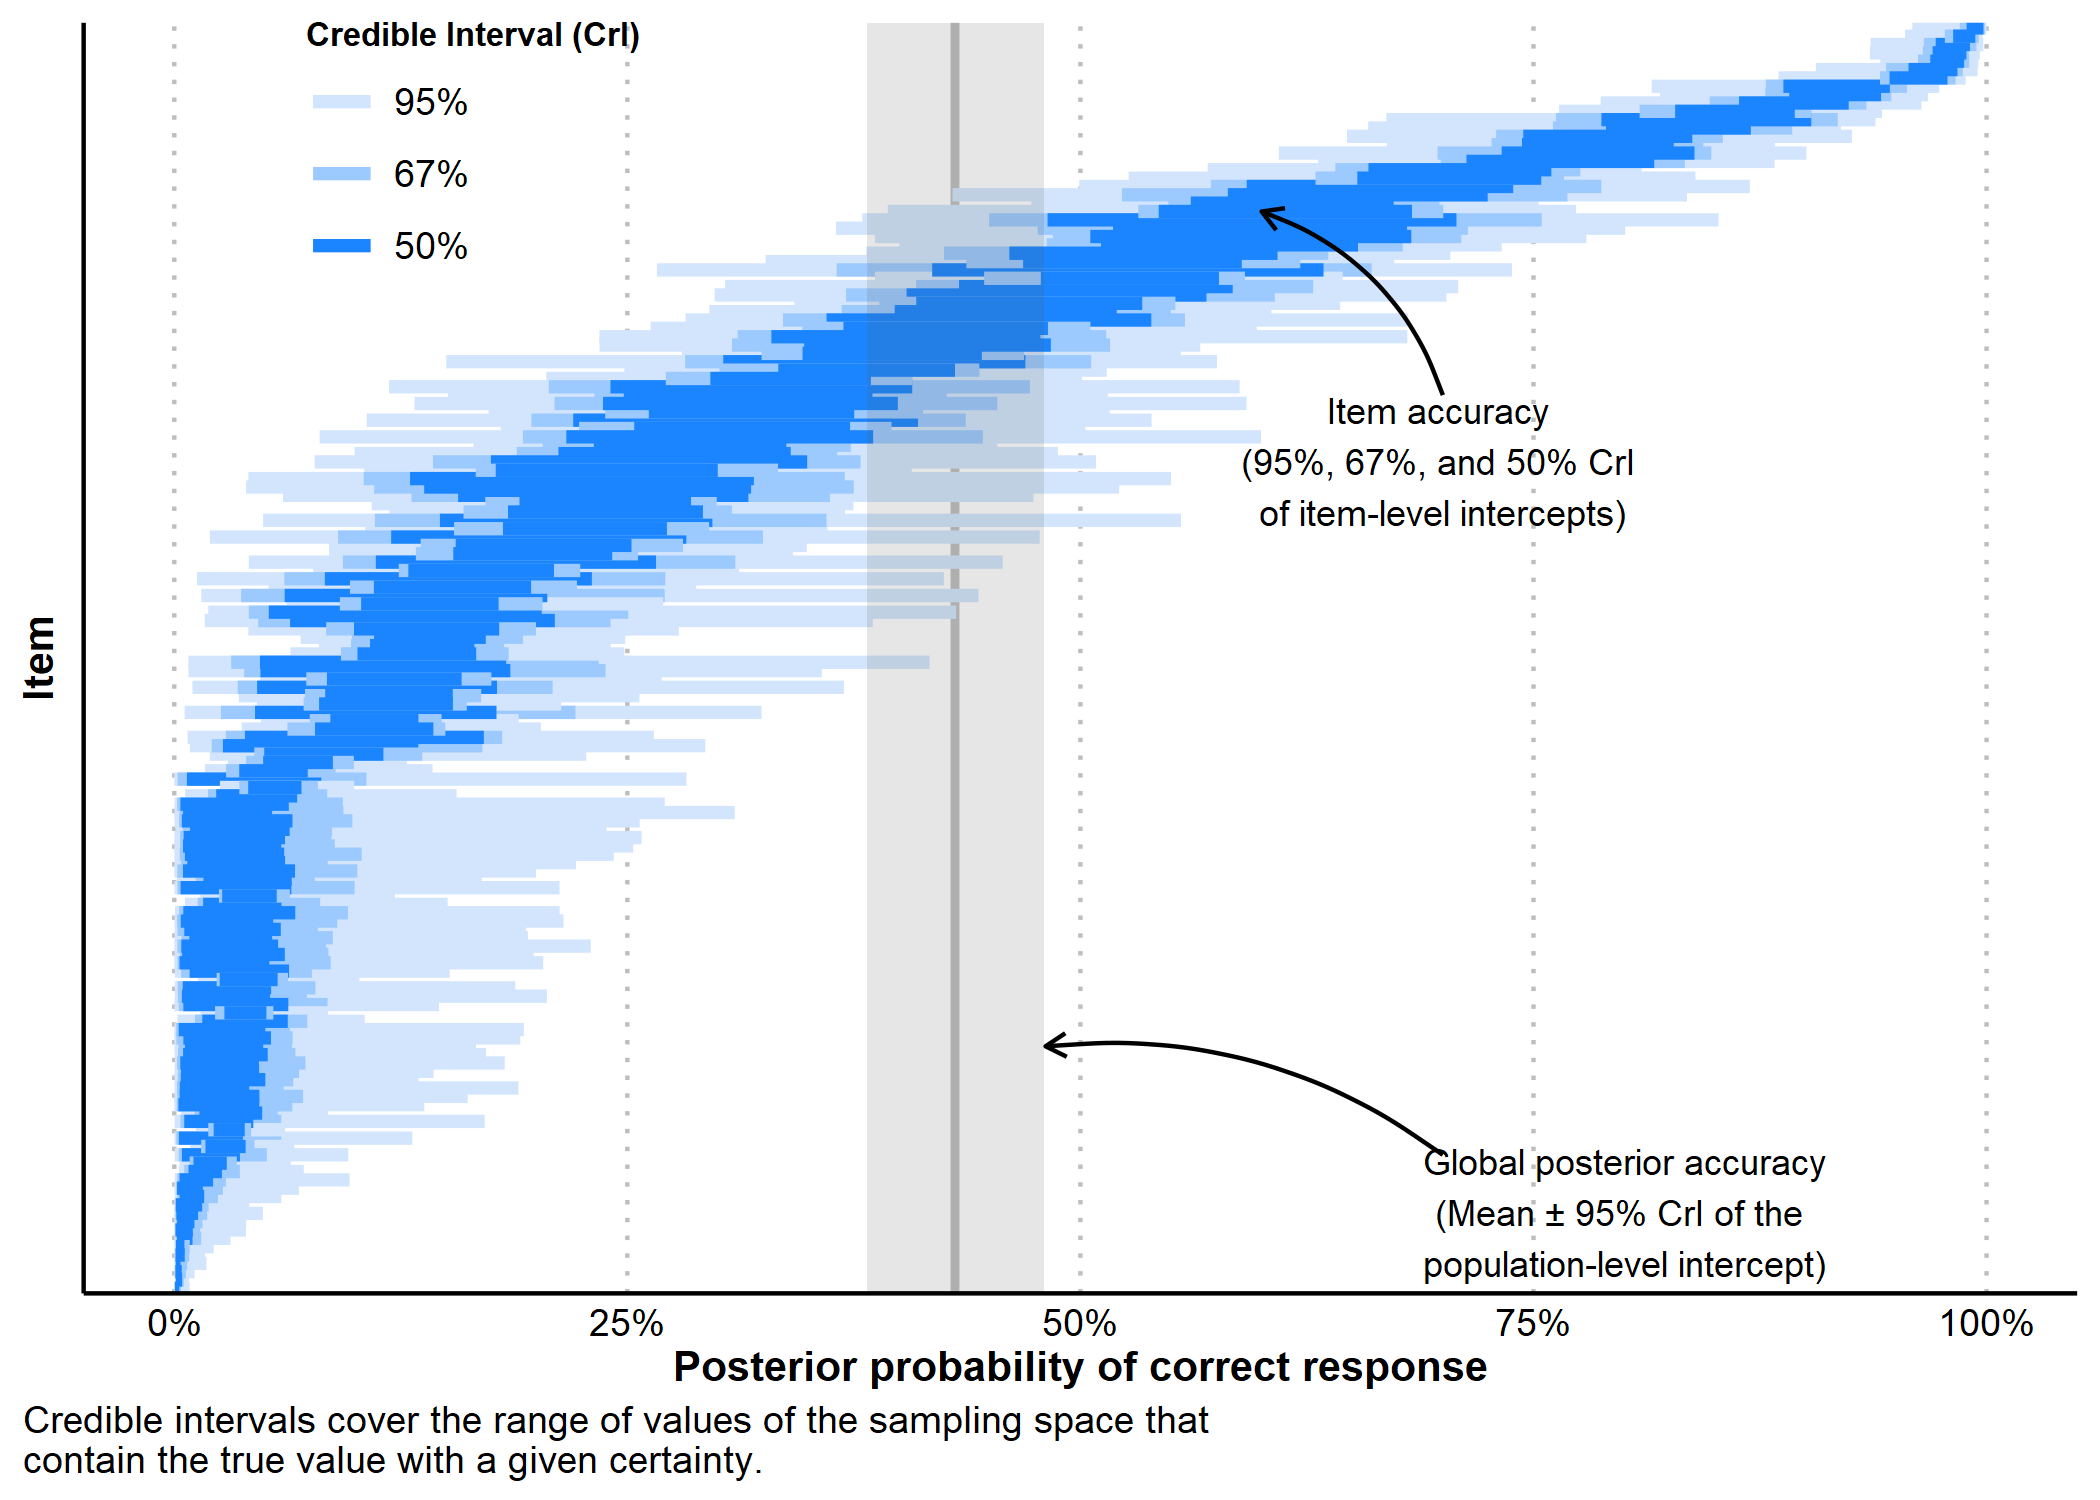 Credible Interval (CrI)
95%
67%
50%
Item accuracy
(95%, 67%, and 50% CrI
of item-level intercepts)
Item
Global posterior accuracy
(Mean ± 95% CrI of the
population-level intercept)
0%
25%
50%
75%
100%
Posterior probability of correct response
Credible intervals cover the range of values of the sampling space that
contain the true value with a given certainty.